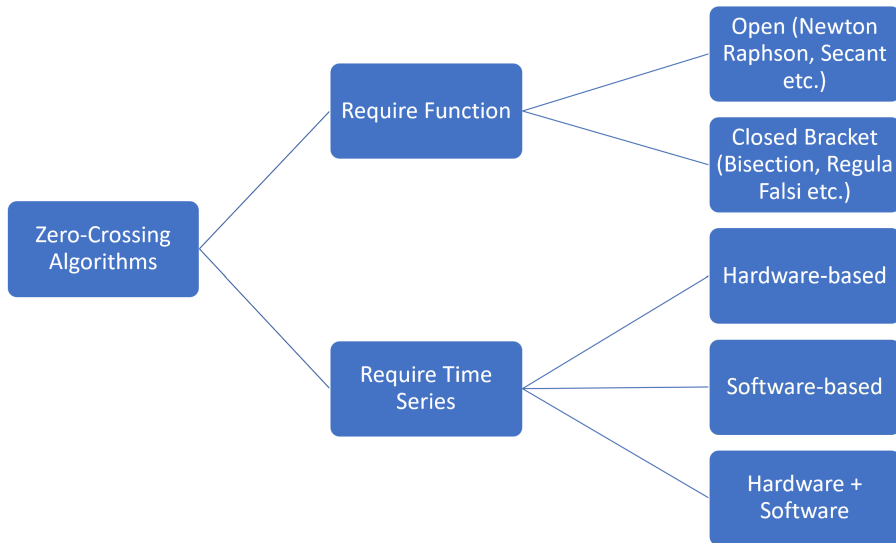 Open (Newton
Raphson, Secant
etc.)
Require Function
Closed Bracket
(Bisection, Regula
Falsi etc.)
Zero-Crossing
Algorithms
Hardware-based
Require Time
Series
Software-based
Hardware +
Software